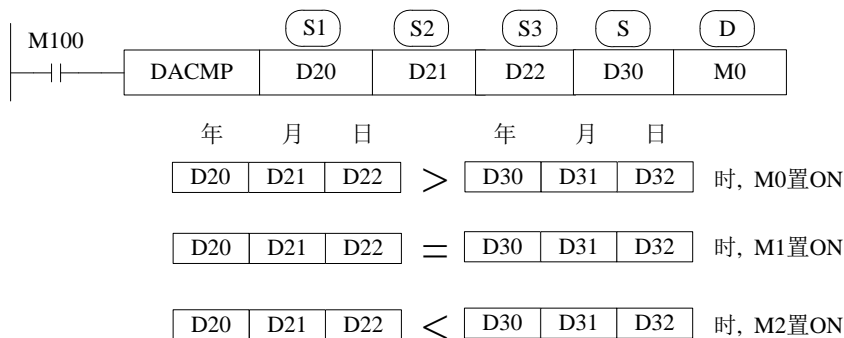 S1 S2 S3 S D
M100
DACMP D20 D21 D22 D30 M0
年 月 日 年 月 日
D20 D21 D22 > D30 D31 D32 时, M0置ON
D20 D21 D22 = D30 D31 D32 时, M1置ON
D20 D21 D22 < D30 D31 D32 时, M2置ON